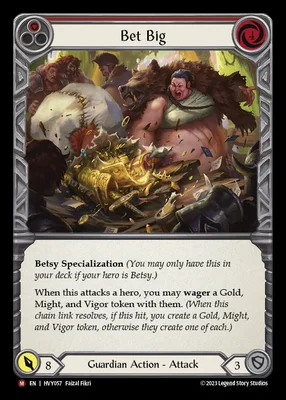 Bet Big
Betsy Specialization (You may only have this in
your deck if your hero is Betsy.)
When this attacks a hero, you may wager a Gold,
Might, and Vigor token with them. (When this
chain link resolves, if this hit, you create a Gold, Might,
and Vigor token, otherwise they create one of each.)
8
Guardian Action - Attack
3
M EN | HVY057 Faizal Fikri
©2023 Legend Story Studios